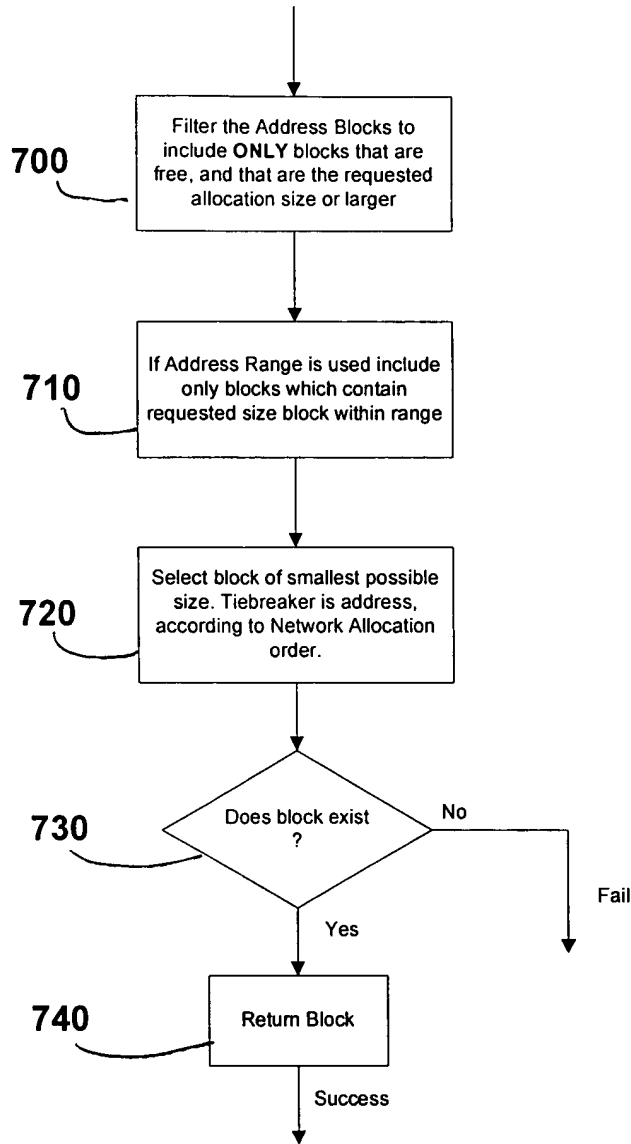 Filter the Address Blocks to
include ONLY blocks that are
free, and that are the requested
allocation size or larger
700
If Address Range is used include
only blocks which contain
requested size block within range
710
Select block of smallest possible
size. Tiebreaker is address,
according to Network Allocation
order.
720
Does block exist
?
730
No
Fail
Yes
Return Block
740
Success